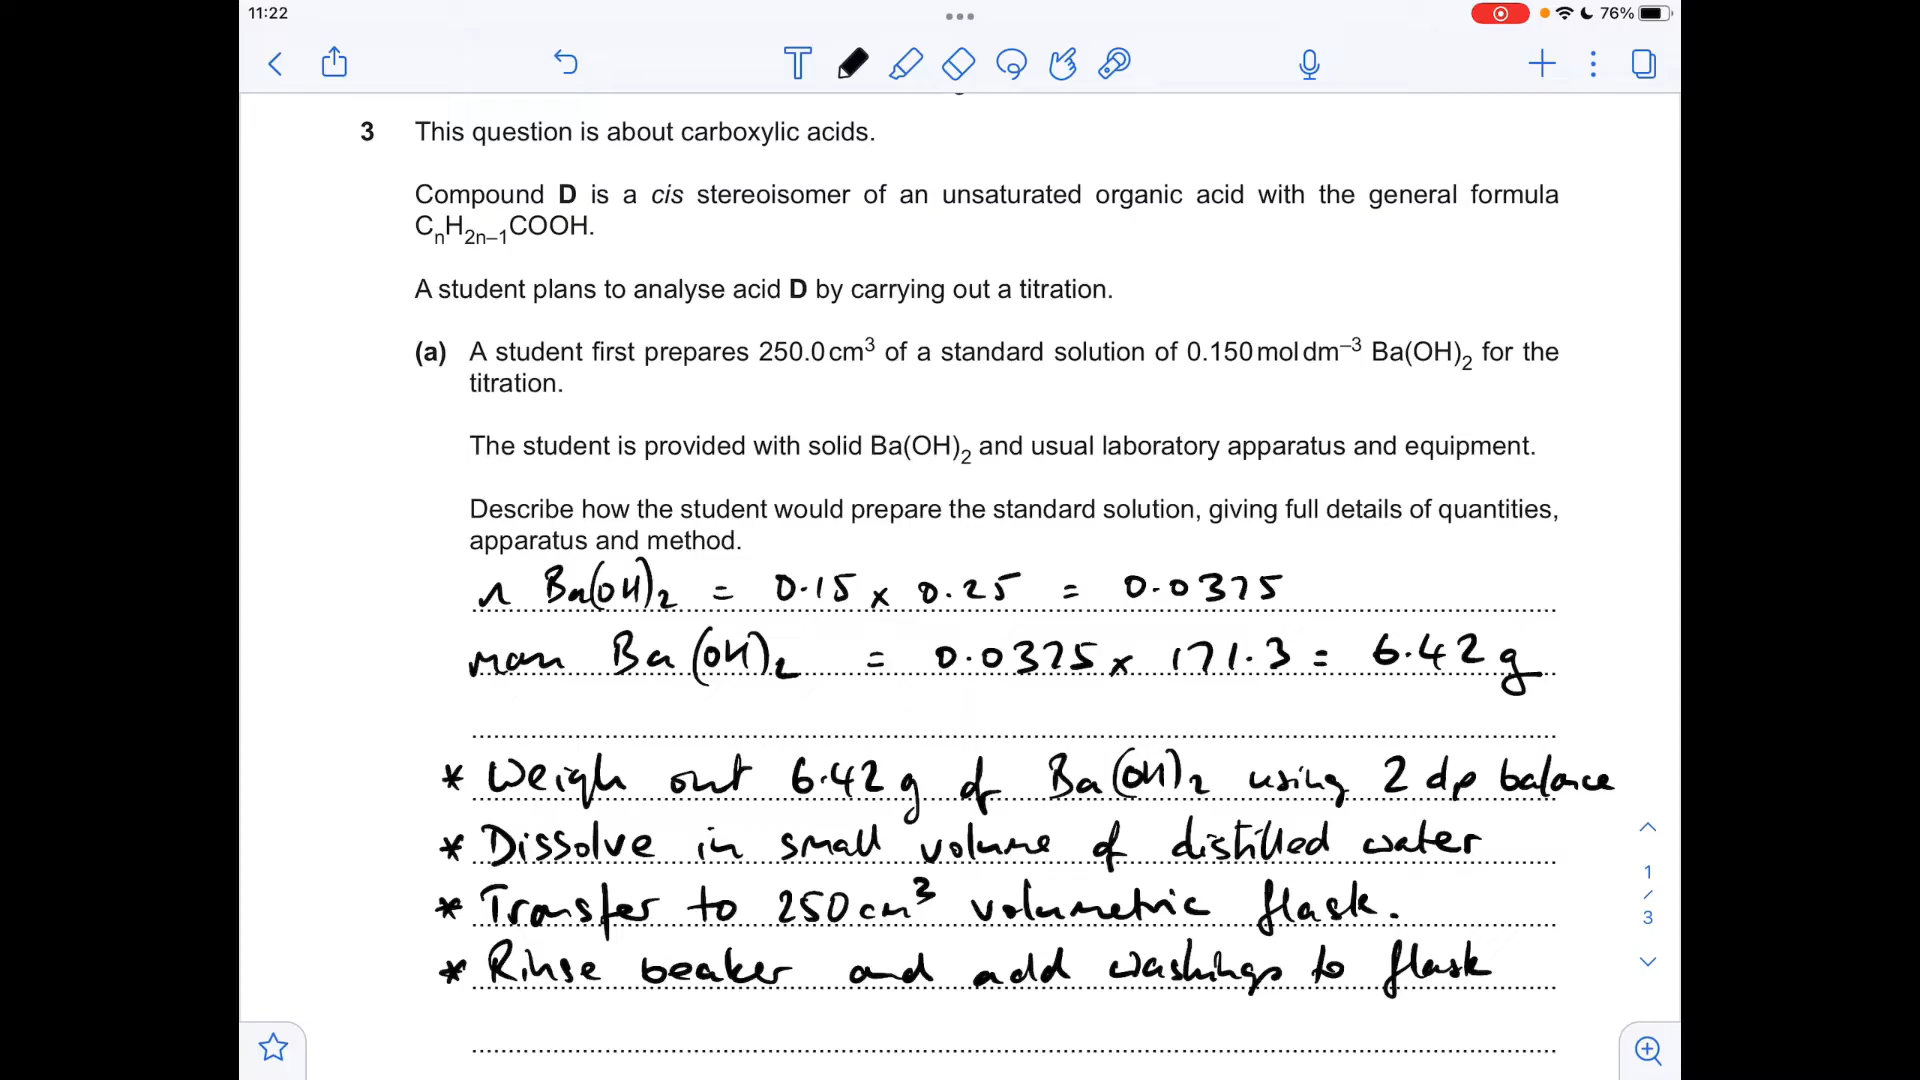 11:22
76%
3 This question is about carboxylic acids.
Compound D is a cis stereoisomer of an unsaturated organic acid with the general formula
CₙH₂ₙ₋₁COOH.
A student plans to analyse acid D by carrying out a titration.
(a) A student first prepares 250.0 cm³ of a standard solution of 0.150 mol dm⁻³ Ba(OH)₂ for the
titration.
The student is provided with solid Ba(OH)₂ and usual laboratory apparatus and equipment.
Describe how the student would prepare the standard solution, giving full details of quantities,
apparatus and method.
n Ba(OH)₂ = 0.15 × 0.25 = 0.0375
mass Ba(OH)₂ = 0.0375 × 171.3 = 6.42 g
* Weigh out 6.42 g of Ba(OH)₂ using 2 dp balance
* Dissolve in small volume of distilled water
* Transfer to 250 cm³ volumetric flask.
* Rinse beaker and add washings to flask
1
/
3